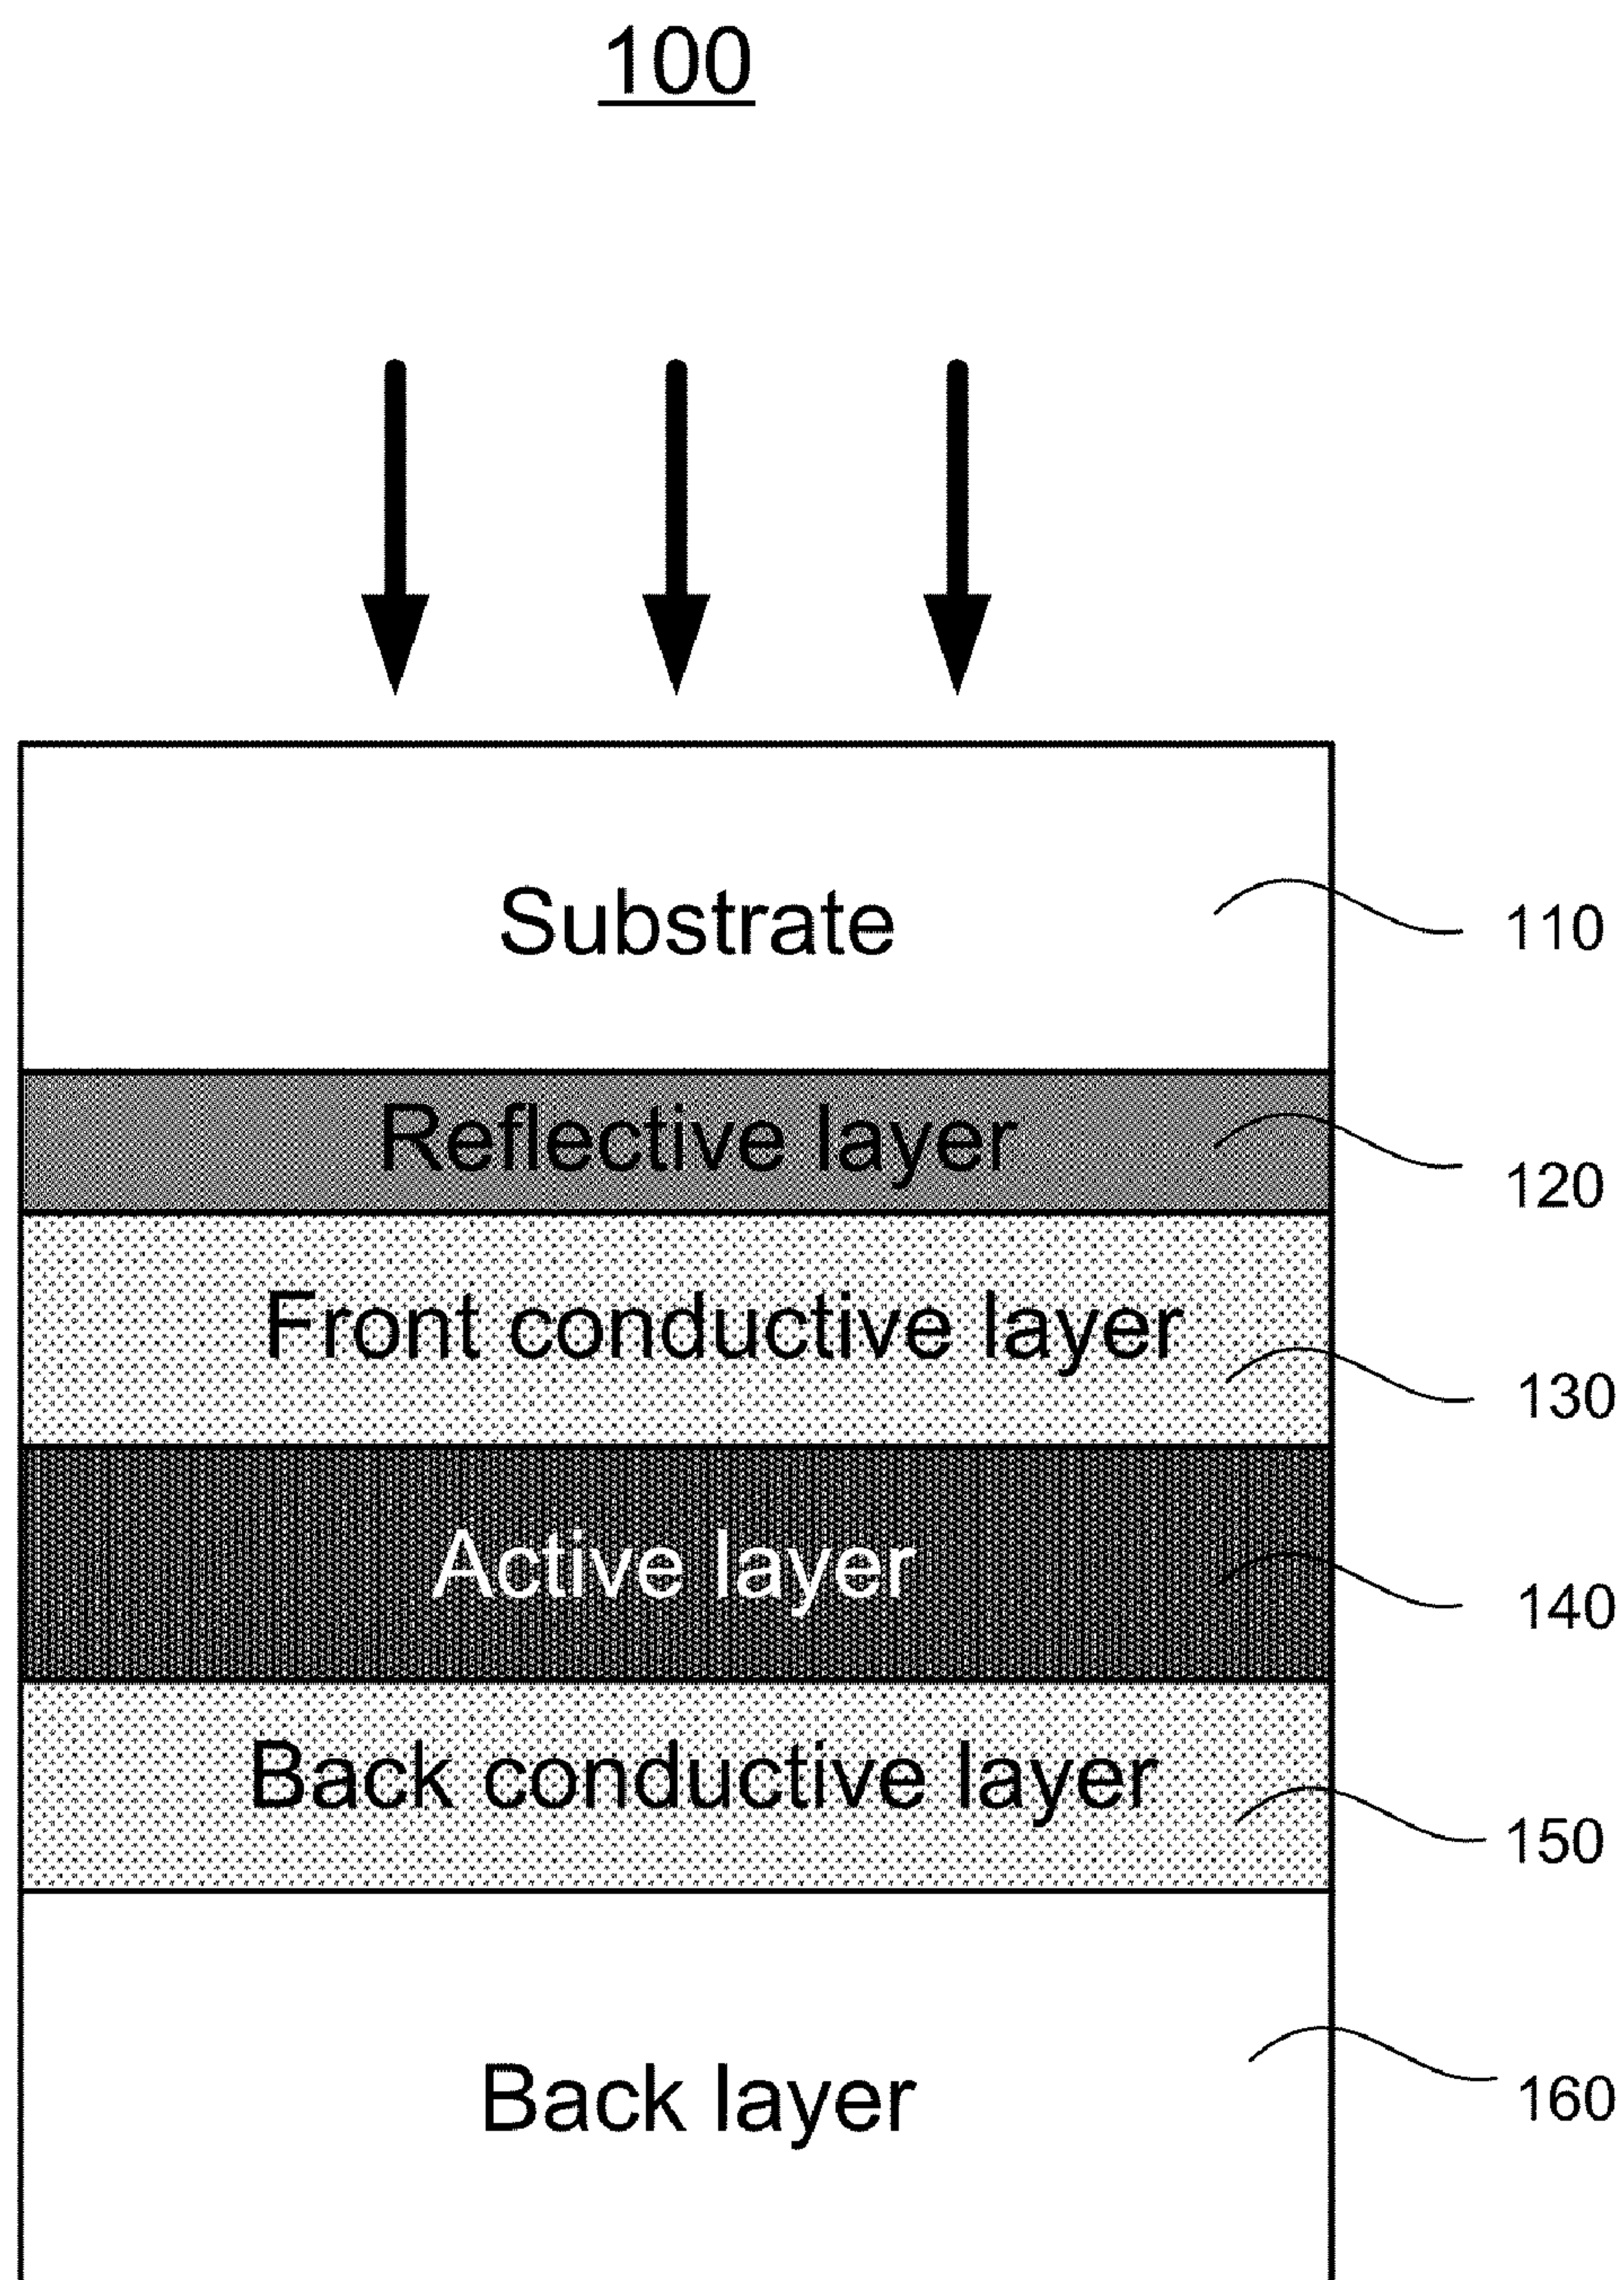 100
Substrate
110
Reflective layer
120
Front conductive layer
130
Active layer
140
Back conductive layer
150
Back layer
160